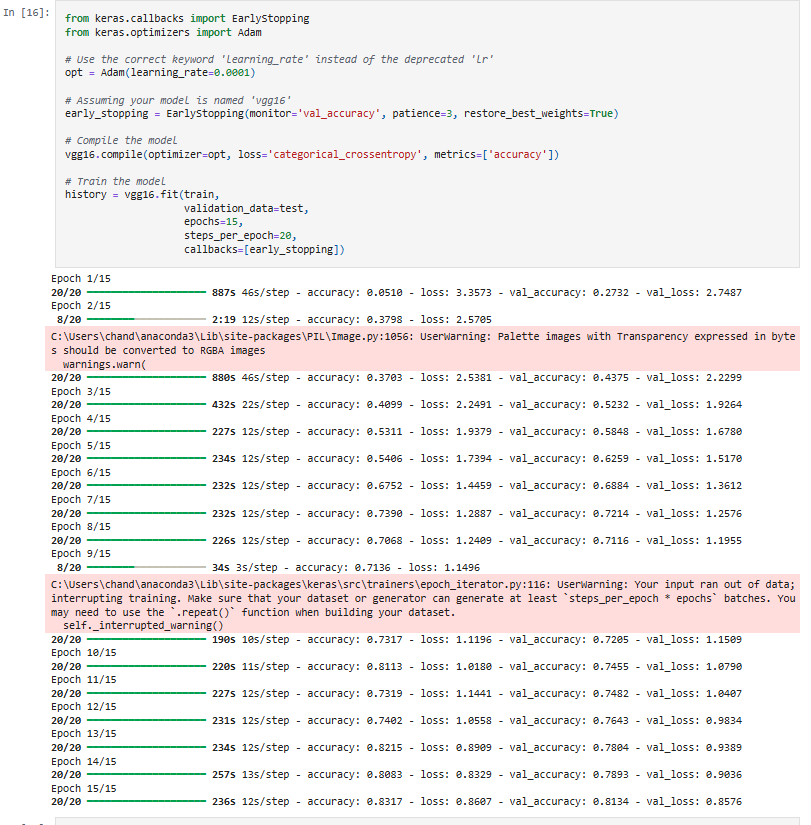 In [16]:
from keras.callbacks import EarlyStopping
from keras.optimizers import Adam
# Use the correct keyword 'learning_rate' instead of the deprecated 'lr'
opt = Adam(learning_rate=0.0001)
# Assuming your model is named 'vgg16'
early_stopping = EarlyStopping(monitor='val_accuracy', patience=3, restore_best_weights=True)
# Compile the model
vgg16.compile(optimizer=opt, loss='categorical_crossentropy', metrics=['accuracy'])
# Train the model
history = vgg16.fit(train,
validation_data=test,
epochs=15,
steps_per_epoch=20,
callbacks=[early_stopping])
Epoch 1/15
20/20 887s 46s/step - accuracy: 0.0510 - loss: 3.3573 - val_accuracy: 0.2732 - val_loss: 2.7487
Epoch 2/15
8/20 2:19 12s/step - accuracy: 0.3798 - loss: 2.5705
C:\Users\chand\anaconda3\Lib\site-packages\PIL\Image.py:1056: UserWarning: Palette images with Transparency expressed in byte
s should be converted to RGBA images
warnings.warn(
20/20 880s 46s/step - accuracy: 0.3703 - loss: 2.5381 - val_accuracy: 0.4375 - val_loss: 2.2299
Epoch 3/15
20/20 432s 22s/step - accuracy: 0.4099 - loss: 2.2491 - val_accuracy: 0.5232 - val_loss: 1.9264
Epoch 4/15
20/20 227s 12s/step - accuracy: 0.5311 - loss: 1.9379 - val_accuracy: 0.5848 - val_loss: 1.6780
Epoch 5/15
20/20 234s 12s/step - accuracy: 0.5406 - loss: 1.7394 - val_accuracy: 0.6259 - val_loss: 1.5170
Epoch 6/15
20/20 232s 12s/step - accuracy: 0.6752 - loss: 1.4459 - val_accuracy: 0.6884 - val_loss: 1.3612
Epoch 7/15
20/20 232s 12s/step - accuracy: 0.7390 - loss: 1.2887 - val_accuracy: 0.7214 - val_loss: 1.2576
Epoch 8/15
20/20 226s 12s/step - accuracy: 0.7068 - loss: 1.2409 - val_accuracy: 0.7116 - val_loss: 1.1955
Epoch 9/15
8/20 34s 3s/step - accuracy: 0.7136 - loss: 1.1496
C:\Users\chand\anaconda3\Lib\site-packages\keras\src\trainers\epoch_iterator.py:116: UserWarning: Your input ran out of data;
interrupting training. Make sure that your dataset or generator can generate at least `steps_per_epoch * epochs` batches. You
may need to use the `.repeat()` function when building your dataset.
self._interrupted_warning()
20/20 190s 10s/step - accuracy: 0.7317 - loss: 1.1196 - val_accuracy: 0.7205 - val_loss: 1.1509
Epoch 10/15
20/20 220s 11s/step - accuracy: 0.8113 - loss: 1.0180 - val_accuracy: 0.7455 - val_loss: 1.0790
Epoch 11/15
20/20 227s 12s/step - accuracy: 0.7319 - loss: 1.1441 - val_accuracy: 0.7482 - val_loss: 1.0407
Epoch 12/15
20/20 231s 12s/step - accuracy: 0.7402 - loss: 1.0558 - val_accuracy: 0.7643 - val_loss: 0.9834
Epoch 13/15
20/20 234s 12s/step - accuracy: 0.8215 - loss: 0.8909 - val_accuracy: 0.7804 - val_loss: 0.9389
Epoch 14/15
20/20 257s 13s/step - accuracy: 0.8083 - loss: 0.8329 - val_accuracy: 0.7893 - val_loss: 0.9036
Epoch 15/15
20/20 236s 12s/step - accuracy: 0.8317 - loss: 0.8607 - val_accuracy: 0.8134 - val_loss: 0.8576